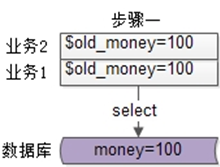 步骤一
业务2 $old_money=100
业务1 $old_money=100
select
数据库 money=100